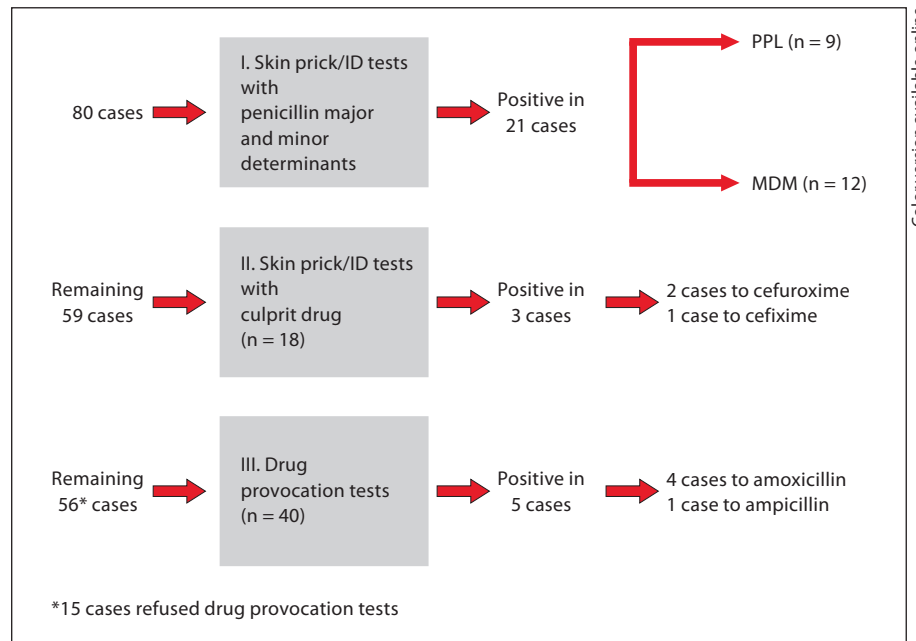 I. Skin prick/ID tests
with
penicillin major
and minor
determinants
80 cases
Positive in
21 cases
PPL (n = 9)
MDM (n = 12)
II. Skin prick/ID tests
with
culprit drug
(n = 18)
Remaining
59 cases
Positive in
3 cases
2 cases to cefuroxime
1 case to cefixime
III. Drug
provocation tests
(n = 40)
Remaining
56* cases
Positive in
5 cases
4 cases to amoxicillin
1 case to ampicillin
*15 cases refused drug provocation tests